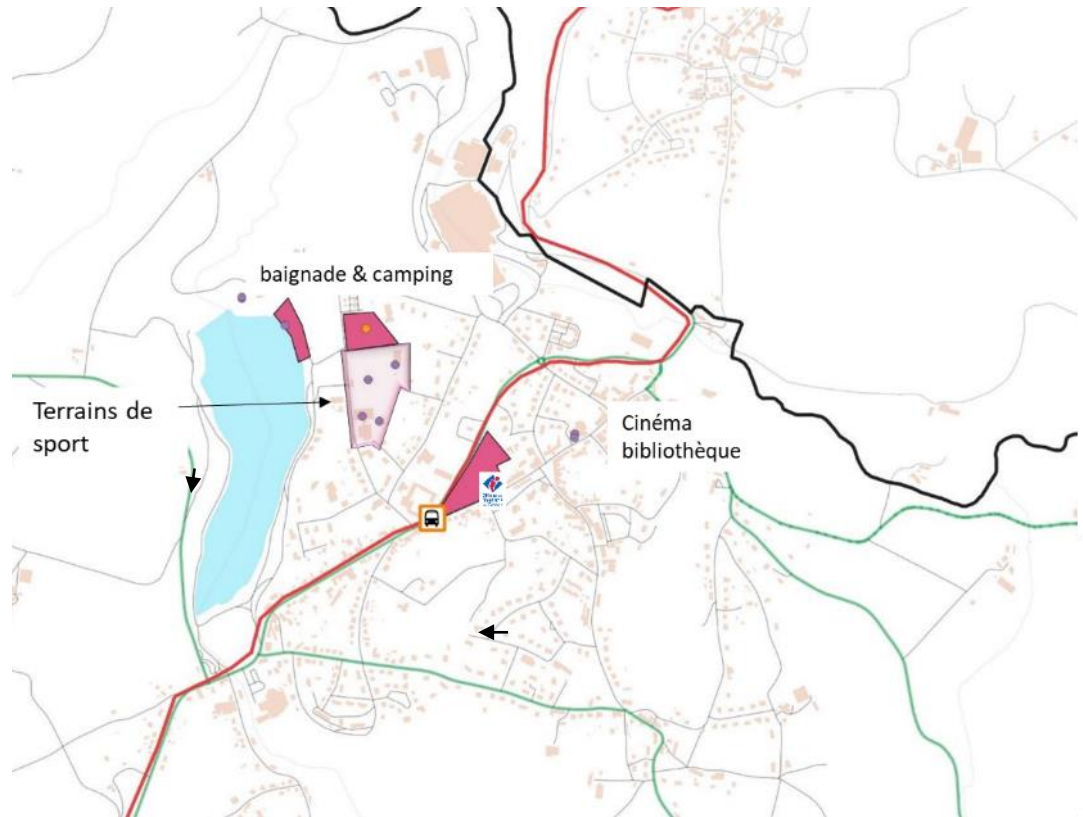 baignade & camping
Terrains de
sport
Cinéma
bibliothèque